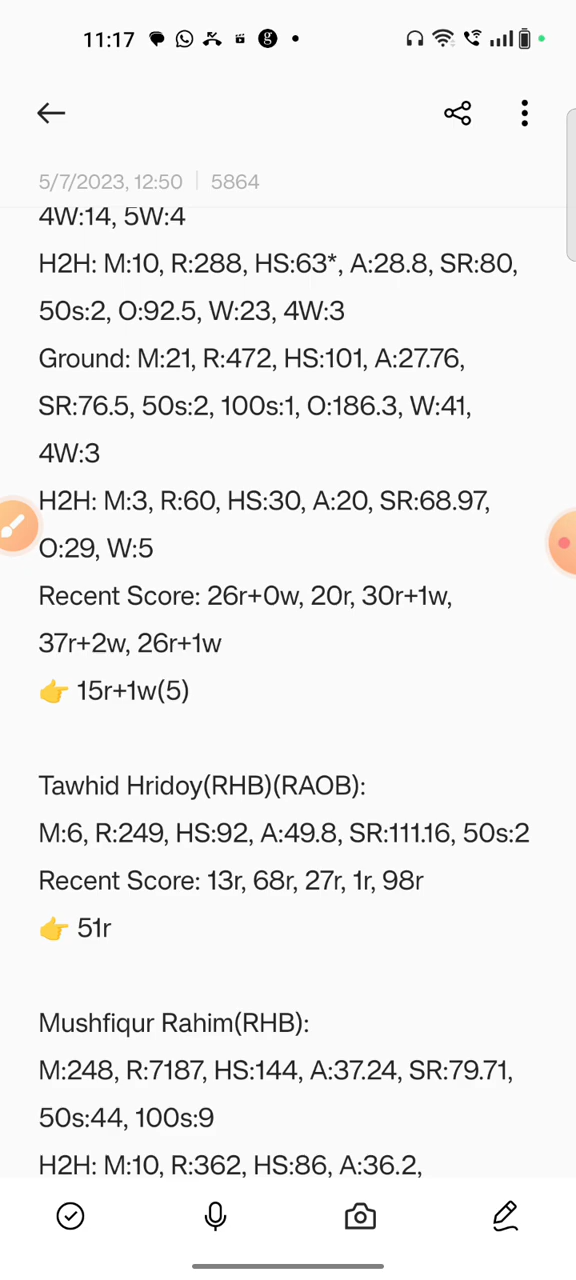 11:17
5/7/2023, 12:50 | 5864
4W:14, 5W:4
H2H: M:10, R:288, HS:63*, A:28.8, SR:80,
50s:2, O:92.5, W:23, 4W:3
Ground: M:21, R:472, HS:101, A:27.76,
SR:76.5, 50s:2, 100s:1, O:186.3, W:41,
4W:3
H2H: M:3, R:60, HS:30, A:20, SR:68.97,
O:29, W:5
Recent Score: 26r+0w, 20r, 30r+1w,
37r+2w, 26r+1w
👉 15r+1w(5)
Tawhid Hridoy(RHB)(RAOB):
M:6, R:249, HS:92, A:49.8, SR:111.16, 50s:2
Recent Score: 13r, 68r, 27r, 1r, 98r
👉 51r
Mushfiqur Rahim(RHB):
M:248, R:7187, HS:144, A:37.24, SR:79.71,
50s:44, 100s:9
H2H: M:10, R:362, HS:86, A:36.2,